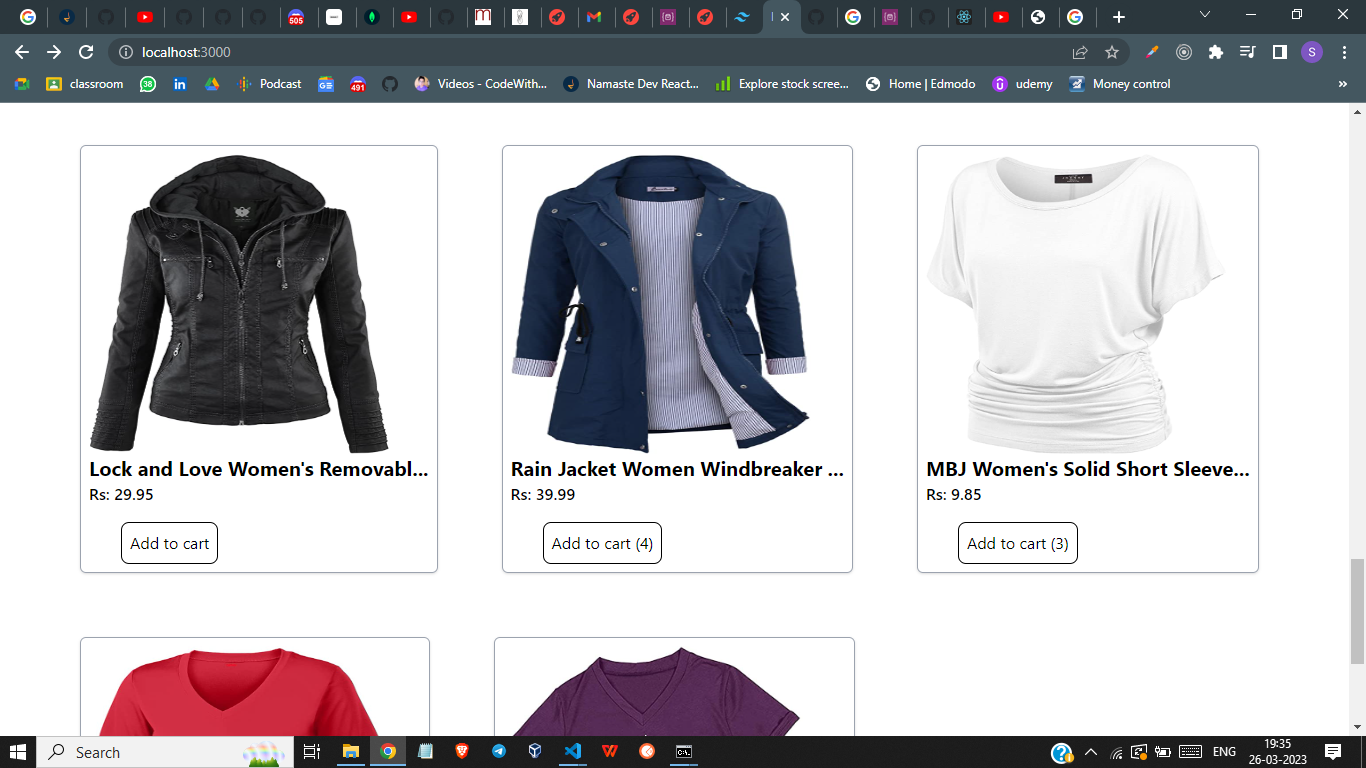 505
localhost:3000
S
classroom
38
Podcast
GE
491
Videos - CodeWith...
Namaste Dev React...
Explore stock scree...
Home | Edmodo
udemy
Money control
»
Lock and Love Women's Removabl...
Rs: 29.95
Add to cart
Rain Jacket Women Windbreaker ...
Rs: 39.99
Add to cart (4)
MBJ Women's Solid Short Sleeve...
Rs: 9.85
Add to cart (3)
Search
ENG
19:35
26-03-2023